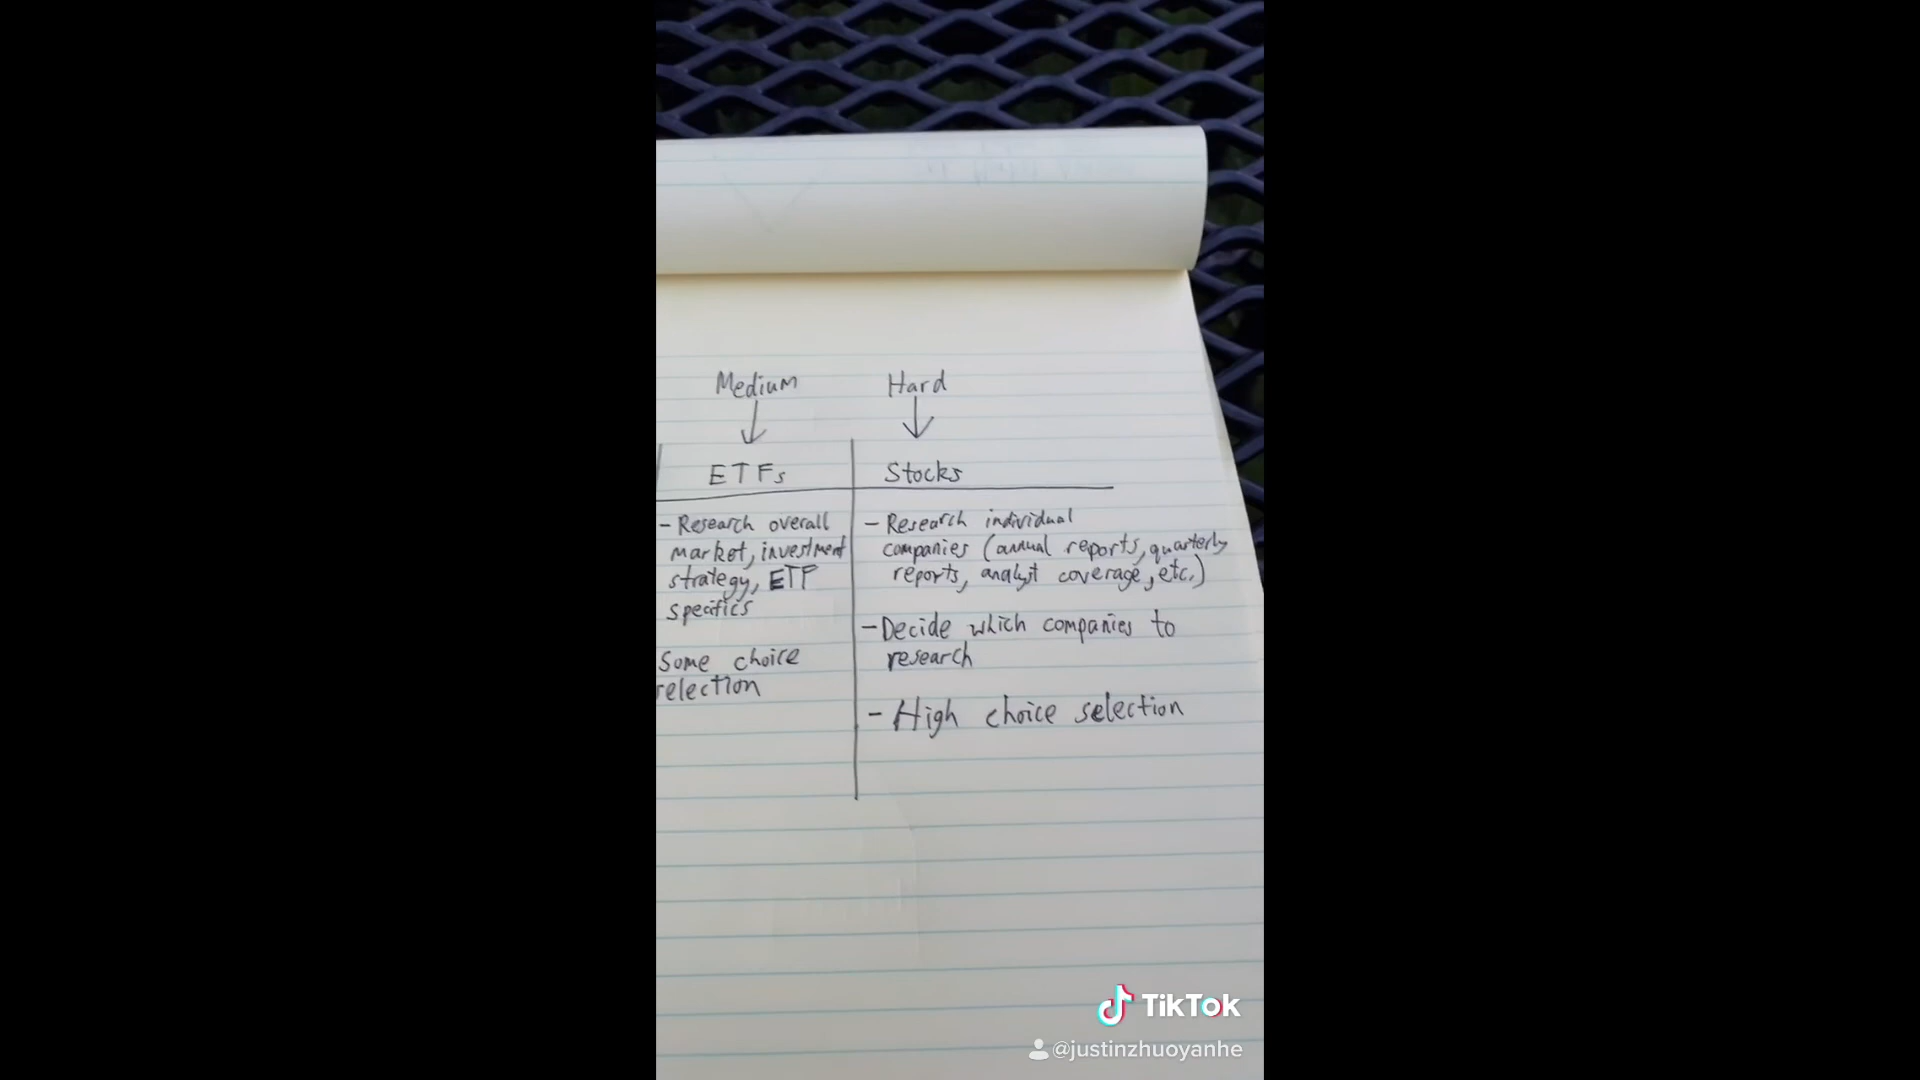 Medium
Hard
ETFs
Stocks
- Research overall
market, investment
strategy, ETF
specifics
Some choice
selection
- Research individual
companies (annual reports, quarterly
reports, analyst coverage, etc.)
- Decide which companies to
research
- High choice selection
TikTok
@justinzhuoyanhe